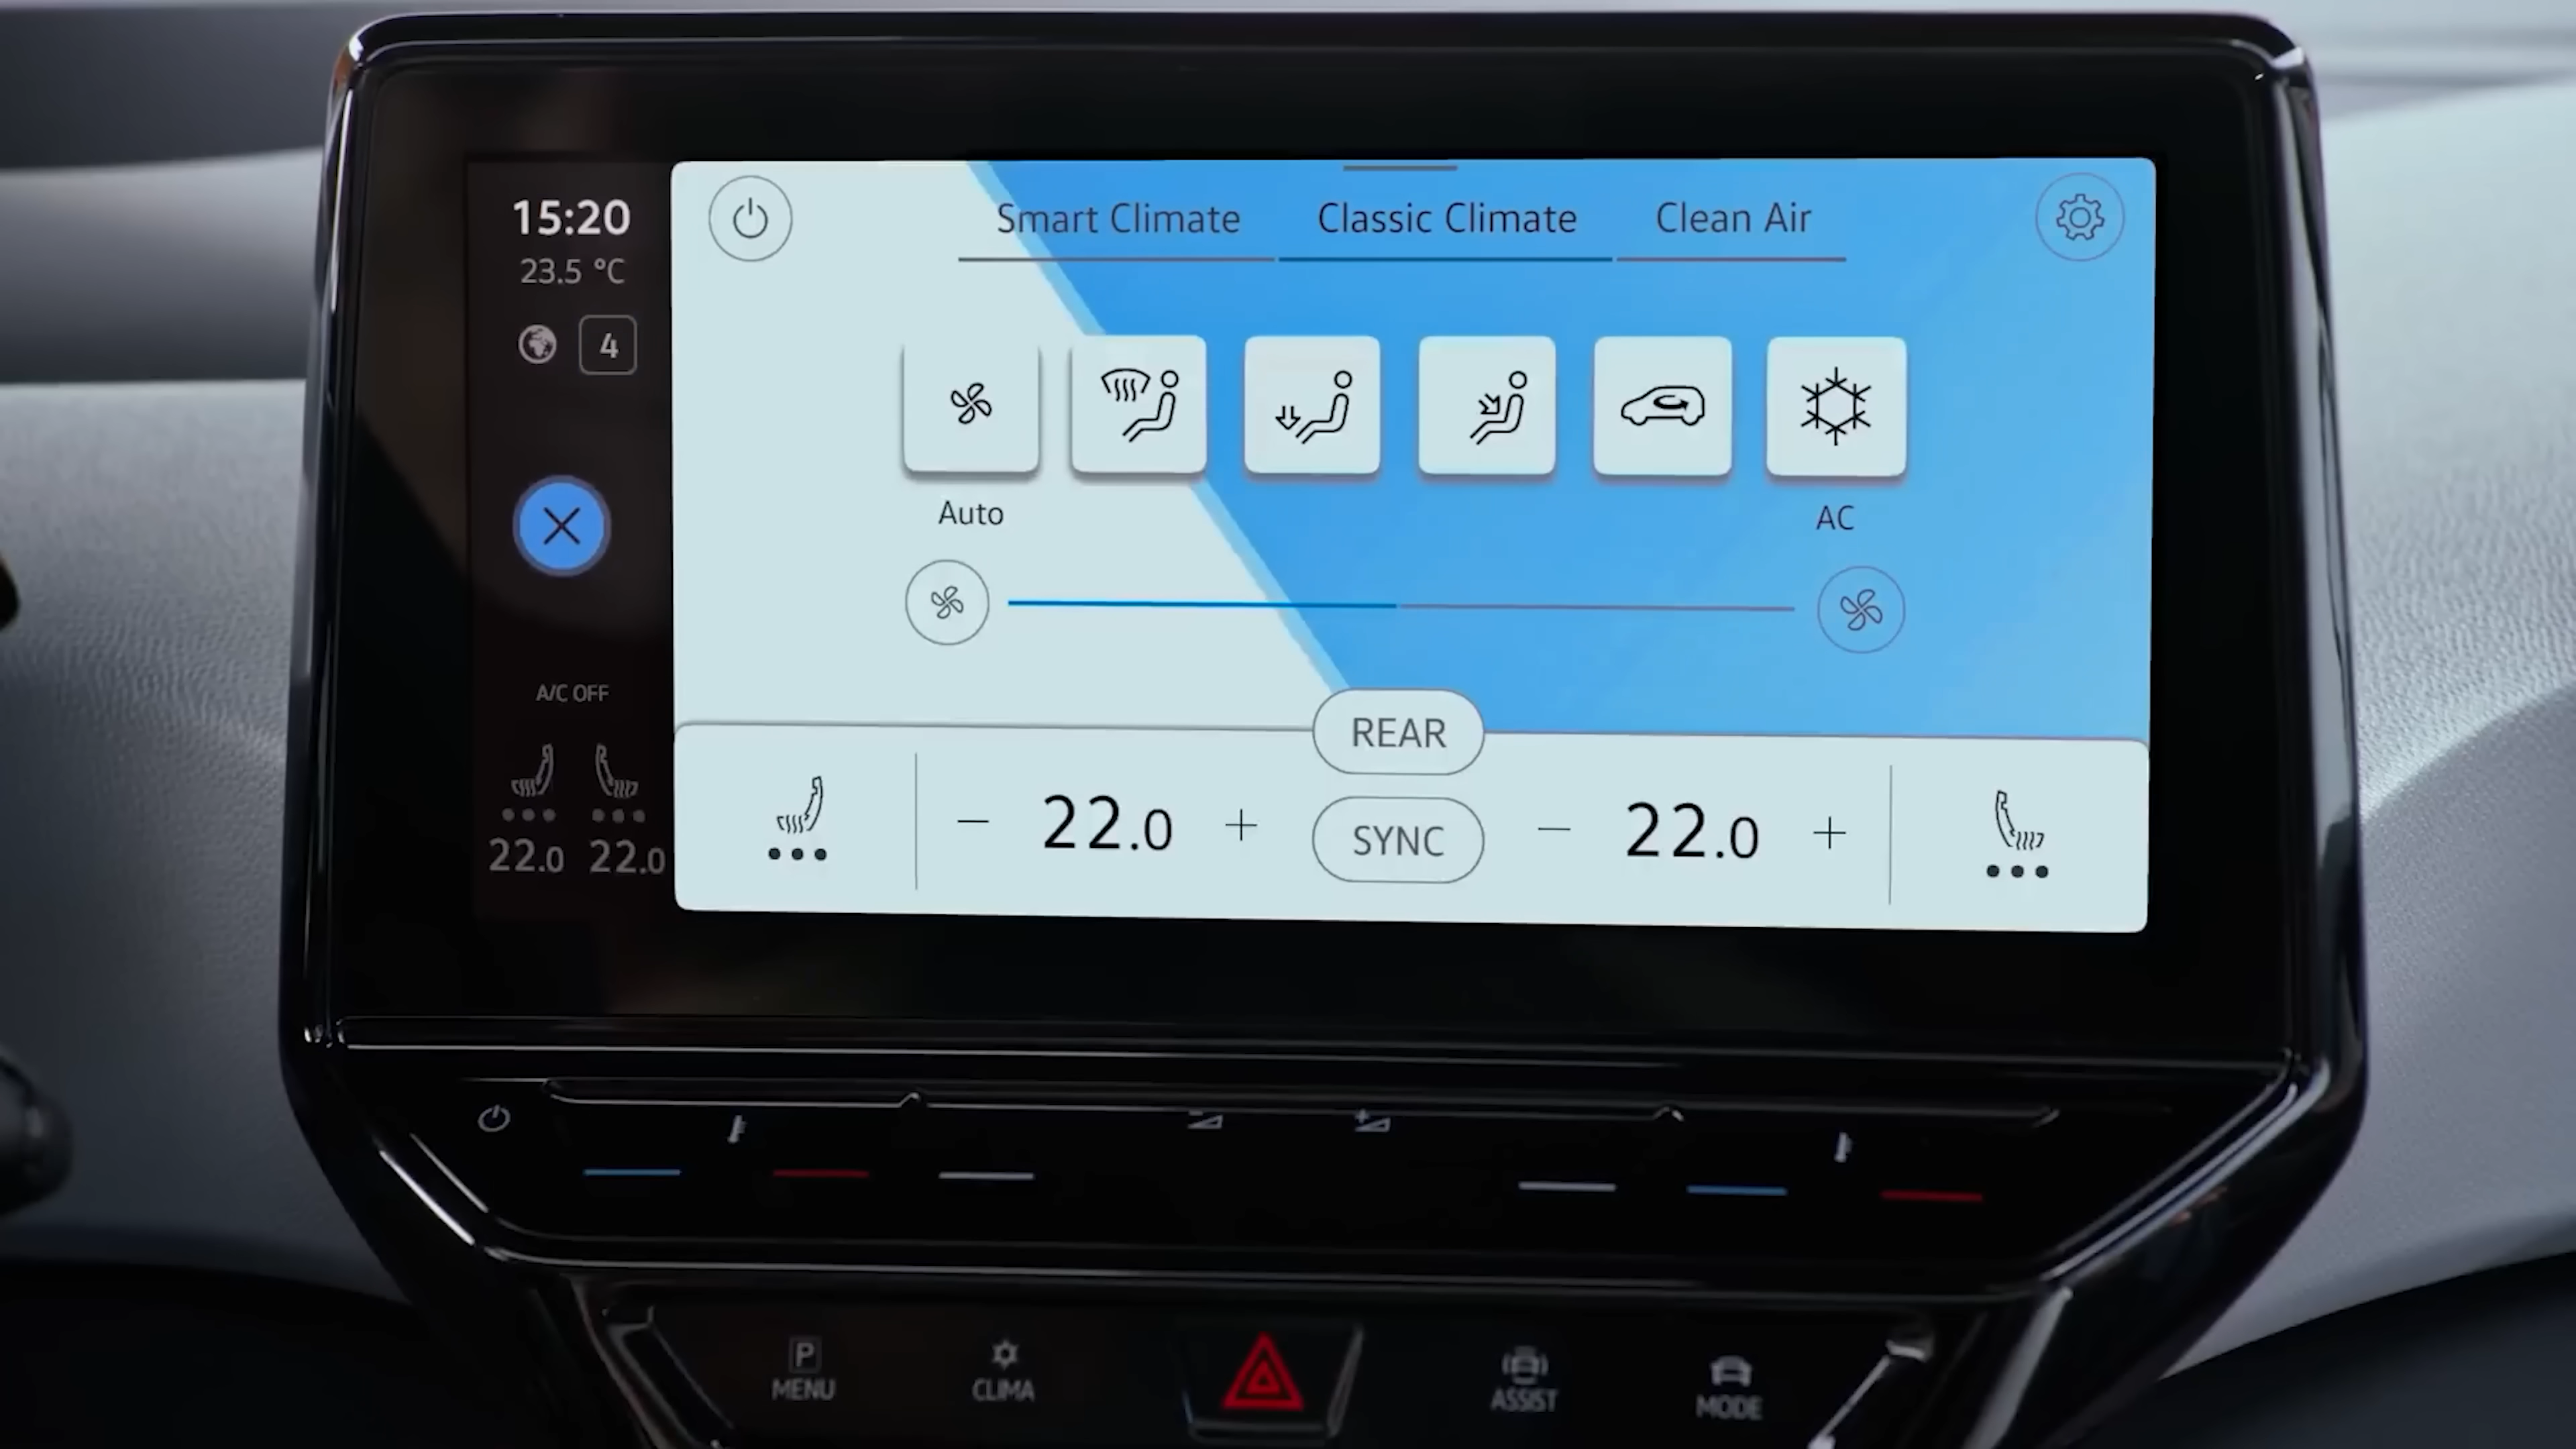 15:20
23.5 °C
4
A/C OFF
22.0 22.0
Smart Climate Classic Climate Clean Air
Auto
AC
REAR
− 22.0 + SYNC − 22.0 +
P
MENU
CLIMA
ASSIST
MODE